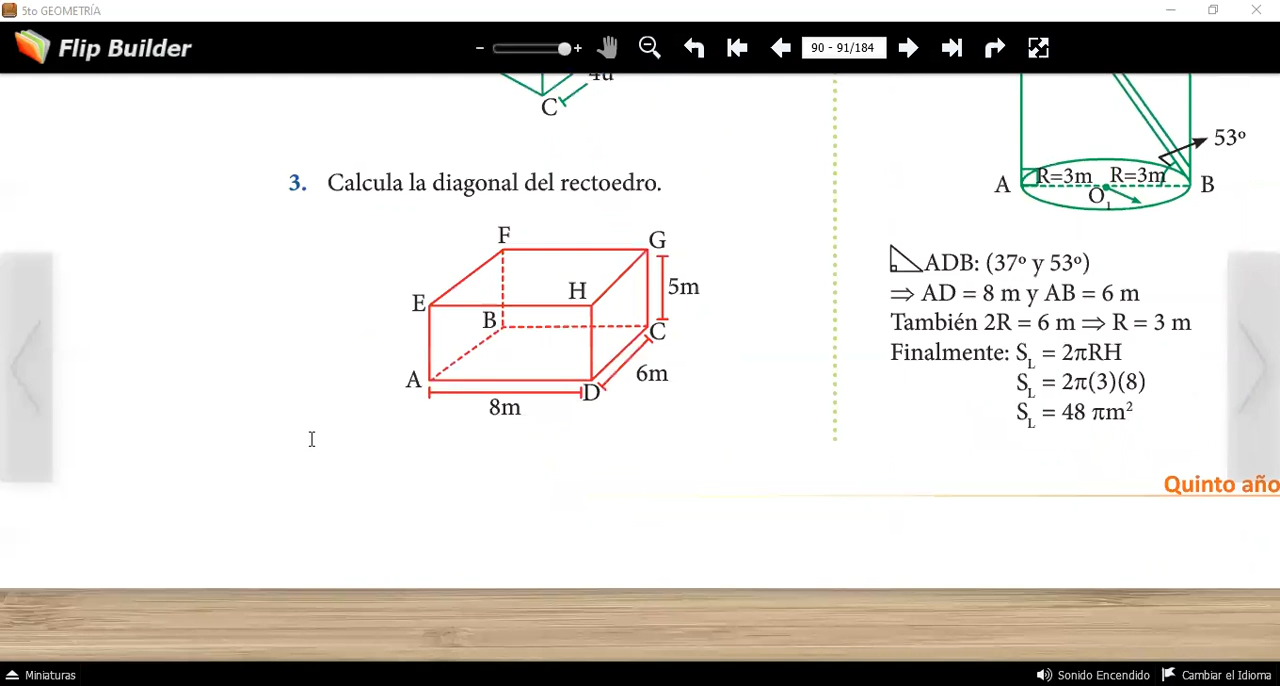 5to GEOMETRÍA
Flip Builder
90 - 91/184
4u
C
3. Calcula la diagonal del rectoedro.
F
G
E
H
5m
B
C
A
D
6m
8m
53º
R=3m R=3m
A
B
O1
ADB: (37º y 53º)
⇒ AD = 8 m y AB = 6 m
También 2R = 6 m ⇒ R = 3 m
Finalmente: SL = 2πRH
SL = 2π(3)(8)
SL = 48 πm²
Quinto año
Miniaturas
Sonido Encendido
Cambiar el Idioma